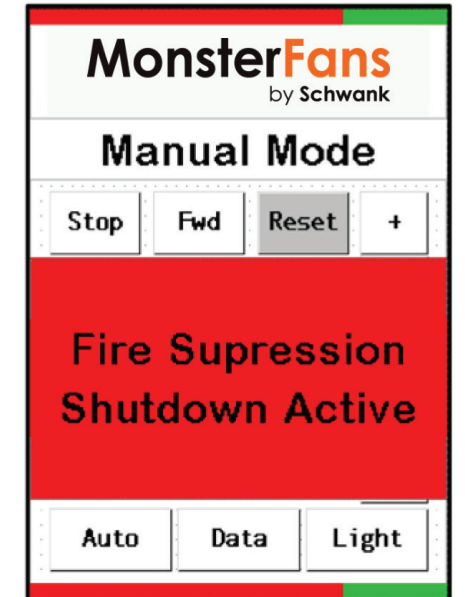 MonsterFans
by Schwank
Manual Mode
Stop Fwd Reset +
Fire Supression
Shutdown Active
Auto Data Light